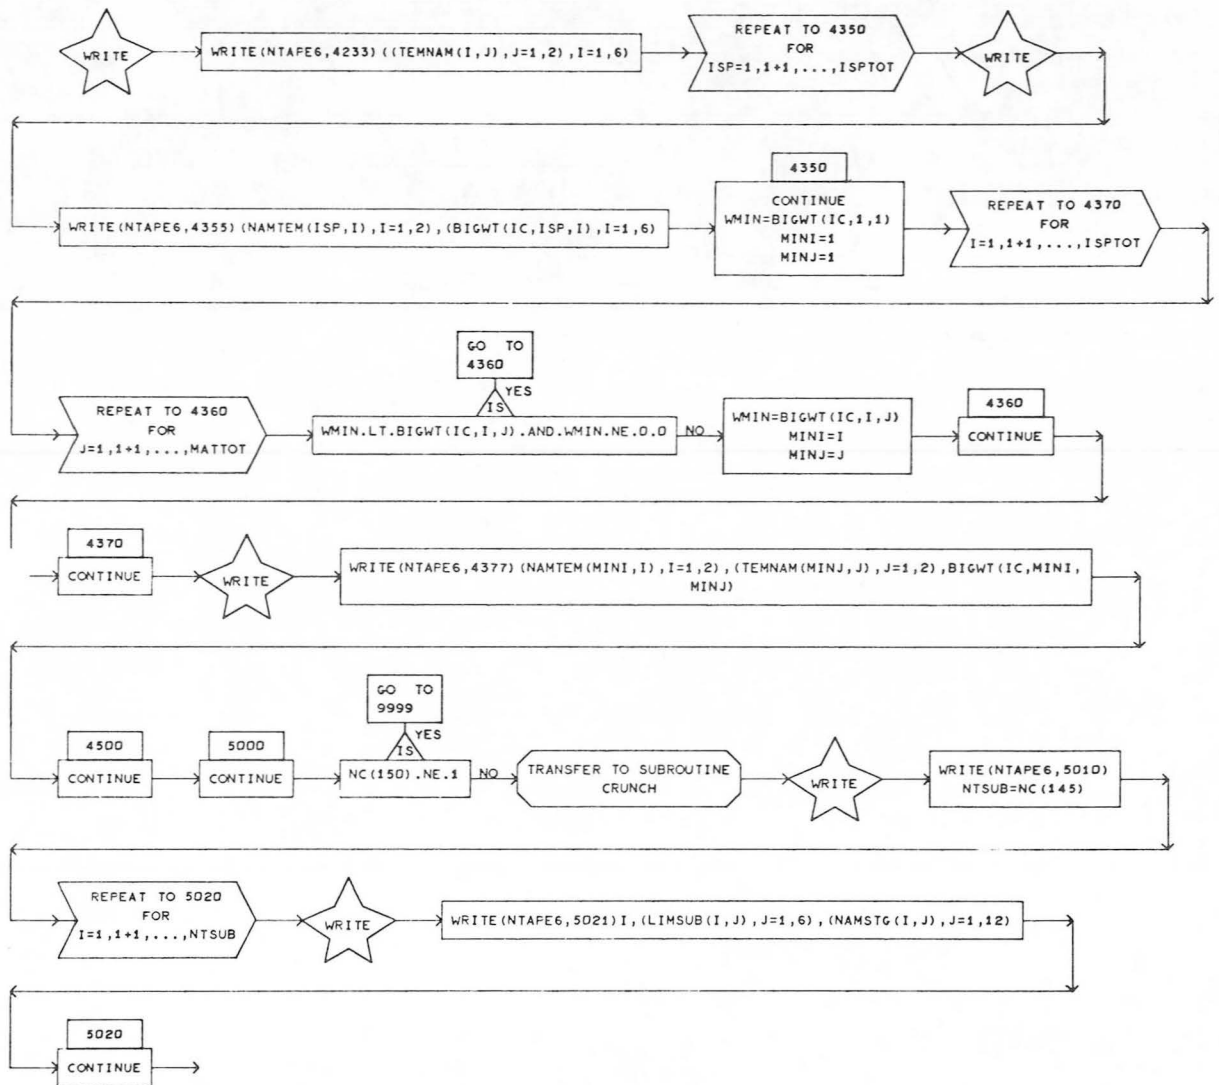 WRITE
WRITE(NTAPE6,4233)((TEMNAM(I,J),J=1,2),I=1,6)
REPEAT TO 4350
FOR
ISP=1,1+1,...,ISPTOT
WRITE
WRITE(NTAPE6,4355)(NAMTEM(ISP,I),I=1,2),(BIGWT(IC,ISP,I),I=1,6)
4350
CONTINUE
WMIN=BIGWT(IC,1,1)
MINI=1
MINJ=1
REPEAT TO 4370
FOR
I=1,1+1,...,ISPTOT
REPEAT TO 4360
FOR
J=1,1+1,...,MATTOT
GO TO
4360
YES
IS
WMIN.LT.BIGWT(IC,I,J).AND.WMIN.NE.0.0
NO
WMIN=BIGWT(IC,I,J)
MINI=I
MINJ=J
4360
CONTINUE
4370
CONTINUE
WRITE
WRITE(NTAPE6,4377)(NAMTEM(MINI,I),I=1,2),(TEMNAM(MINJ,J),J=1,2),BIGWT(IC,MINI,
MINJ)
4500
CONTINUE
5000
CONTINUE
GO TO
9999
YES
IS
NC(150).NE.1
NO
TRANSFER TO SUBROUTINE
CRUNCH
WRITE
WRITE(NTAPE6,5010)
NTSUB=NC(145)
REPEAT TO 5020
FOR
I=1,1+1,...,NTSUB
WRITE
WRITE(NTAPE6,5021)I,(LIMSUB(I,J),J=1,6),(NAMSTG(I,J),J=1,12)
5020
CONTINUE